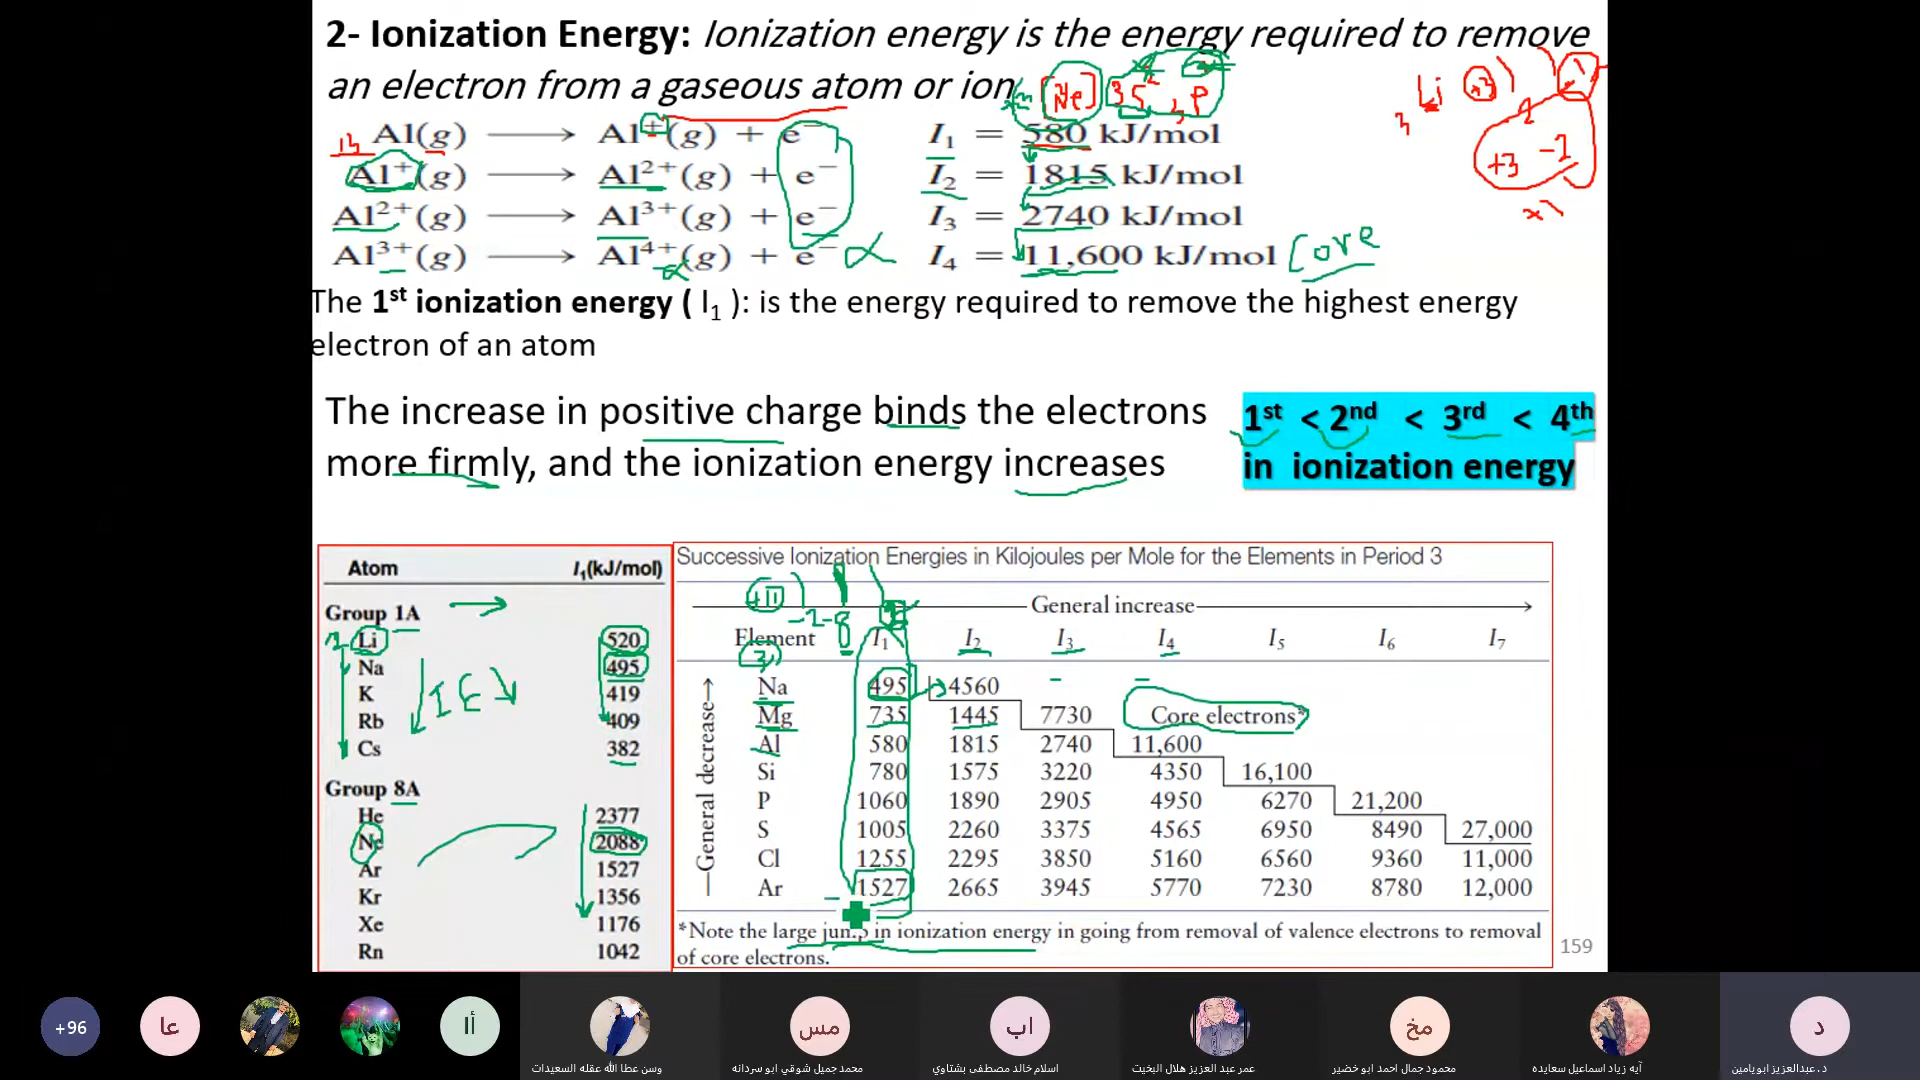 2- Ionization Energy: Ionization energy is the energy required to remove
an electron from a gaseous atom or ion
[Ne] 3s² 3p
Li +3
3
2
+3 -2
+1
13
Al(g) → Al⁺(g) + e⁻ I₁ = 580 kJ/mol
Al⁺(g) → Al²⁺(g) + e⁻ I₂ = 1815 kJ/mol
Al²⁺(g) → Al³⁺(g) + e⁻ I₃ = 2740 kJ/mol
Al³⁺(g) → Al⁴⁺(g) + e⁻ I₄ = 11,600 kJ/mol Core
The 1st ionization energy ( I₁ ): is the energy required to remove the highest energy
electron of an atom
The increase in positive charge binds the electrons
more firmly, and the ionization energy increases
1st < 2nd < 3rd < 4th
in ionization energy
Atom I₁(kJ/mol)
Group 1A
Li 520
Na 495
K 419
Rb 409
Cs 382
IE
Group 8A
He 2377
Ne 2088
Ar 1527
Kr 1356
Xe 1176
Rn 1042
Successive Ionization Energies in Kilojoules per Mole for the Elements in Period 3
+11 -2 -8
General increase
Element I₁ I₂ I₃ I₄ I₅ I₆ I₇
3
General decrease
Na 495 4560
Mg 735 1445 7730 Core electrons*
Al 580 1815 2740 11,600
Si 780 1575 3220 4350 16,100
P 1060 1890 2905 4950 6270 21,200
S 1005 2260 3375 4565 6950 8490 27,000
Cl 1255 2295 3850 5160 6560 9360 11,000
Ar 1527 2665 3945 5770 7230 8780 12,000
*Note the large jump in ionization energy in going from removal of valence electrons to removal
of core electrons.
159
+96
عا
أا
مس
اب
مخ
د
وسن عطا الله عقله السعيدات
محمد جميل شوقي ابو سردانه
اسلام خالد مصطفى بشتاوي
عمر عبد العزيز هلال البخيت
محمود جمال احمد ابو خضير
آيه زياد اسماعيل سعايده
د. عبدالعزيز ابويامين